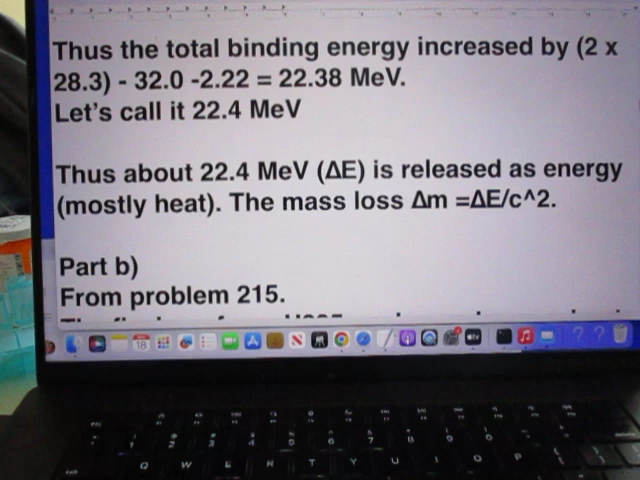 Thus the total binding energy increased by (2 x
28.3) - 32.0 -2.22 = 22.38 MeV.
Let's call it 22.4 MeV
Thus about 22.4 MeV (ΔE) is released as energy
(mostly heat). The mass loss Δm =ΔE/c^2.
Part b)
From problem 215.
18
Q W E R T Y U I O P